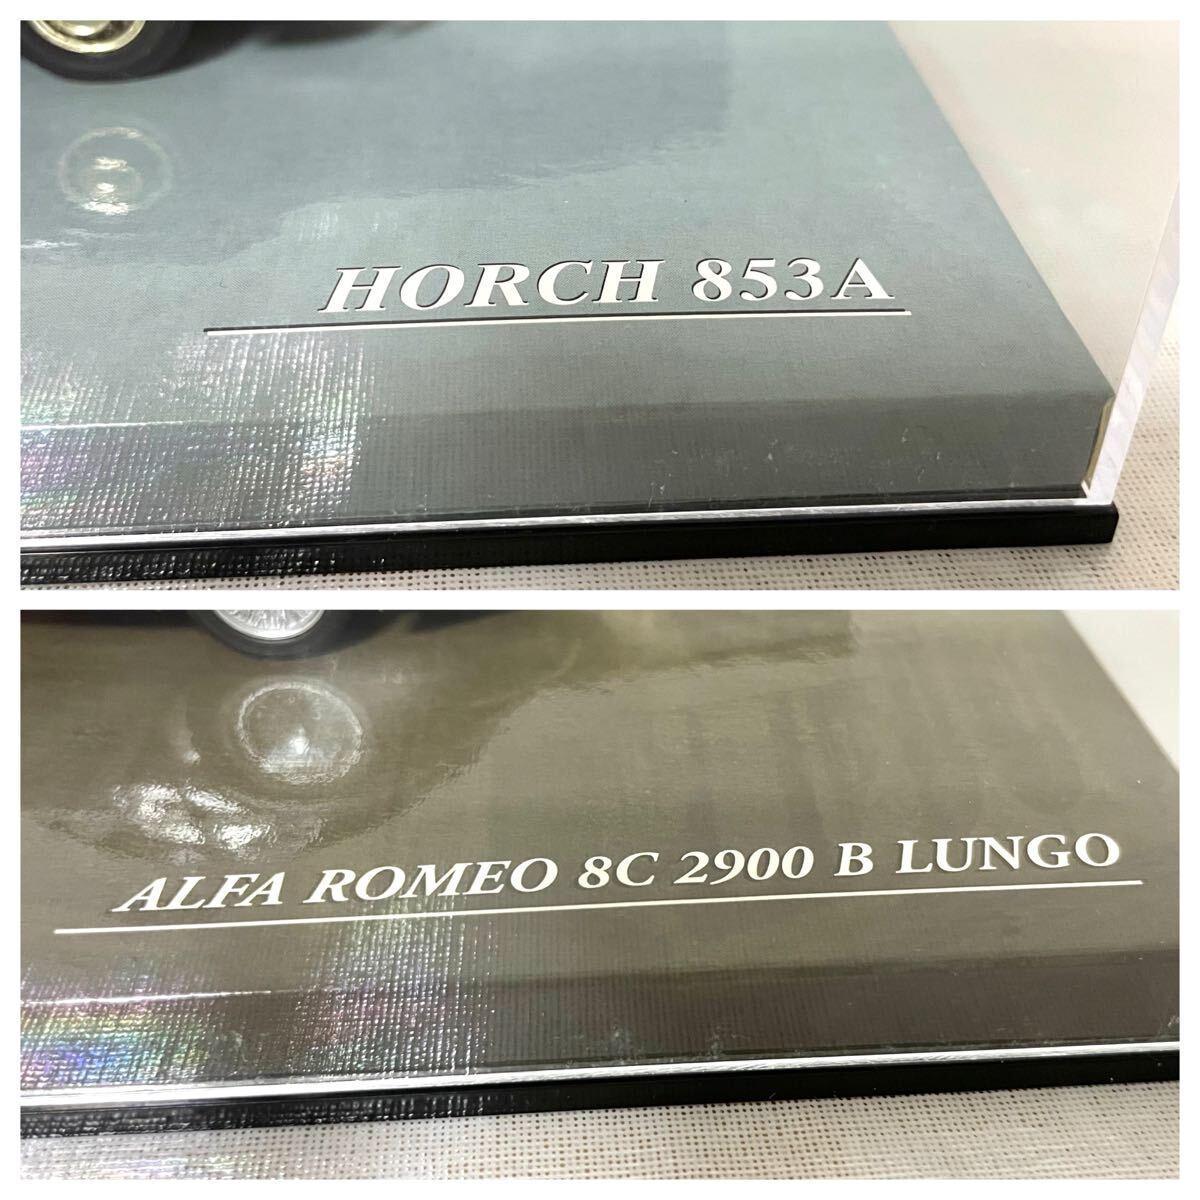 HORCH 853A
ALFA ROMEO 8C 2900 B LUNGO